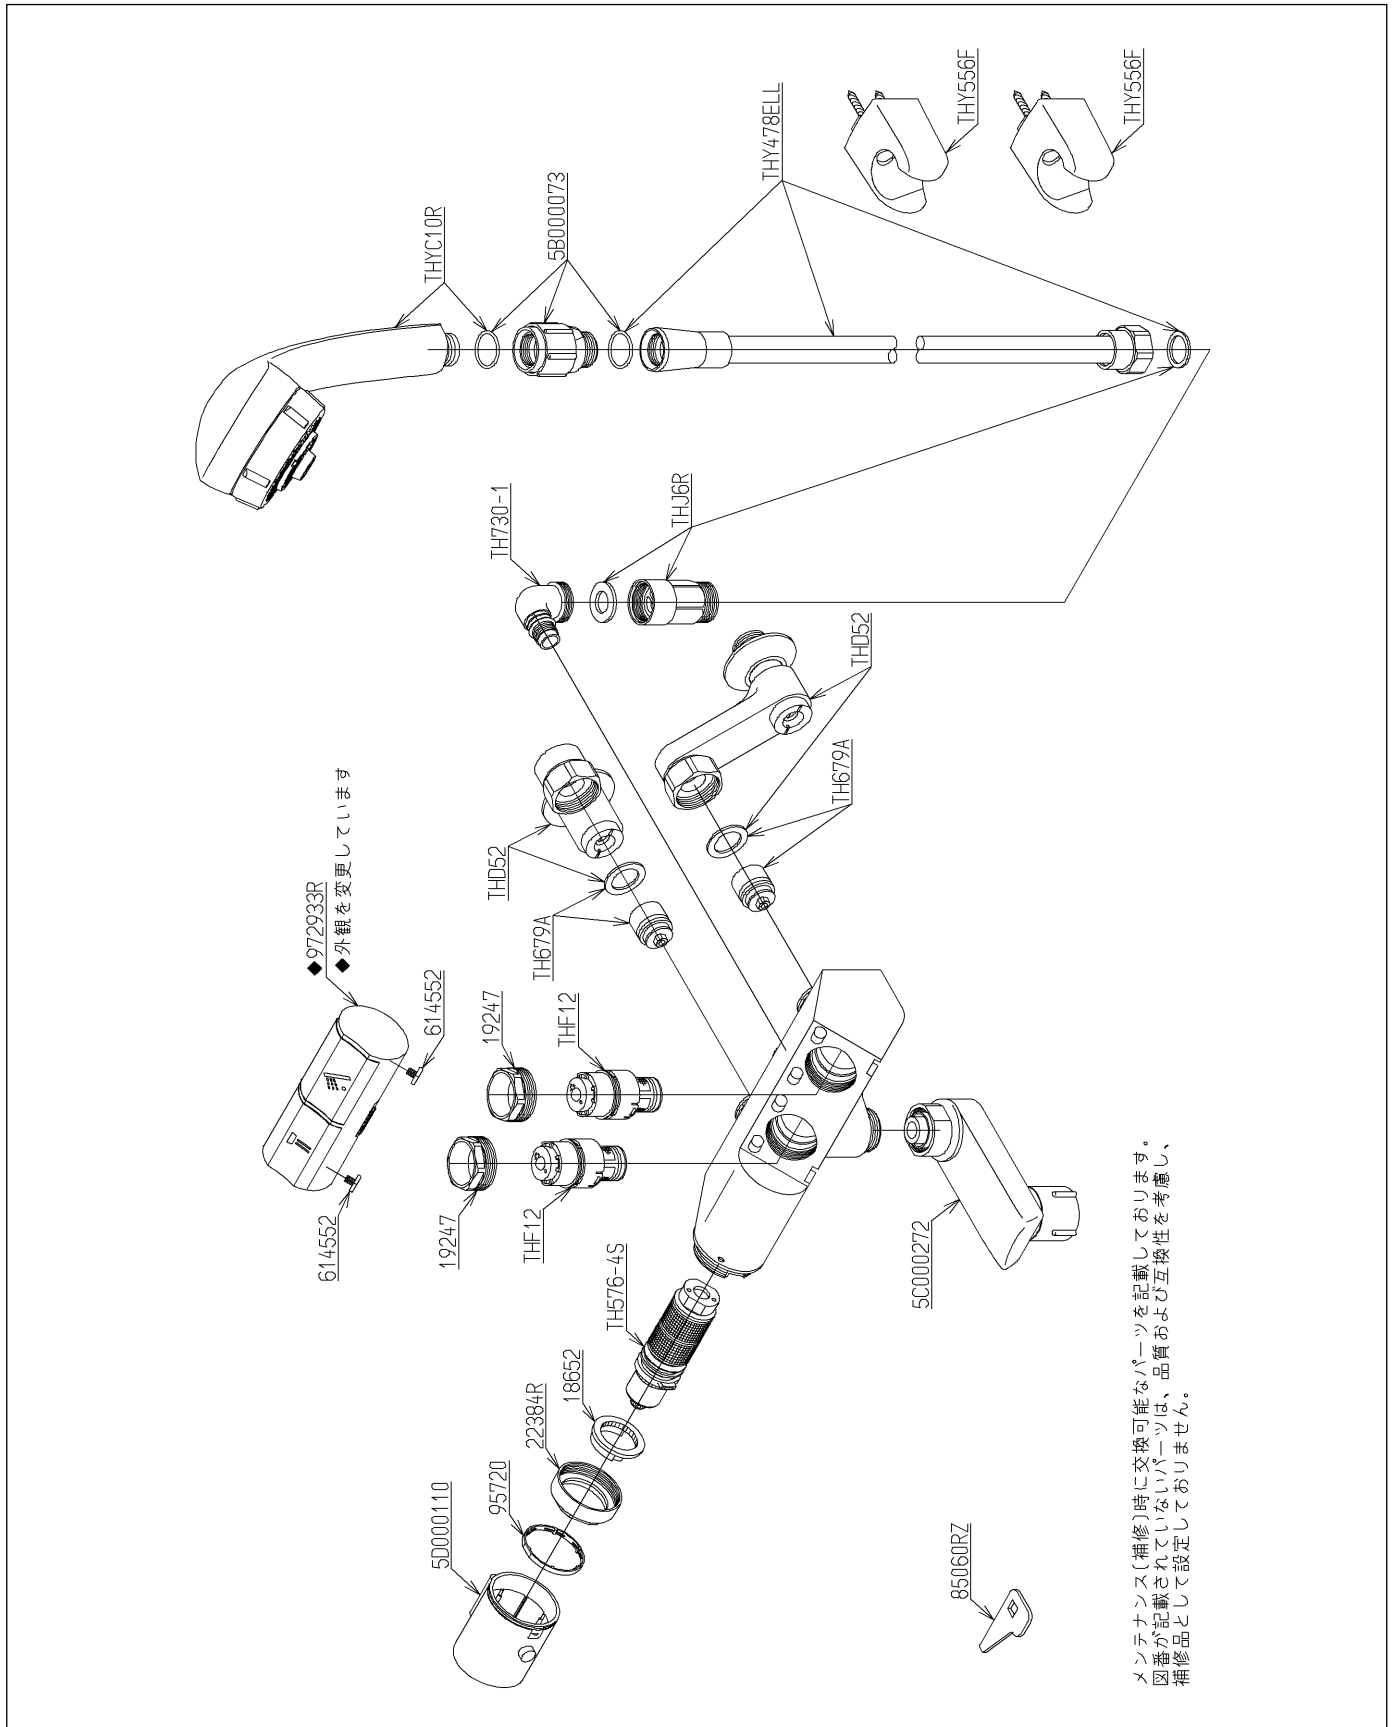 THYC10R
5B000073
THY478ELL
THY556F
THY556F
TH730-1
THJ6R
THD52
TH679A
THD52
TH679A
◆972933R
◆外観を変更しています
614552
614552
19247
THF12
19247
THF12
TH576-4S
18652
22384R
95720
5D000110
5C000272
85060RZ
メンテナンス(補修)時に交換可能なパーツを記載しております。
図番が記載されていないパーツは、品質および互換性を考慮し、
補修品として設定しておりません。